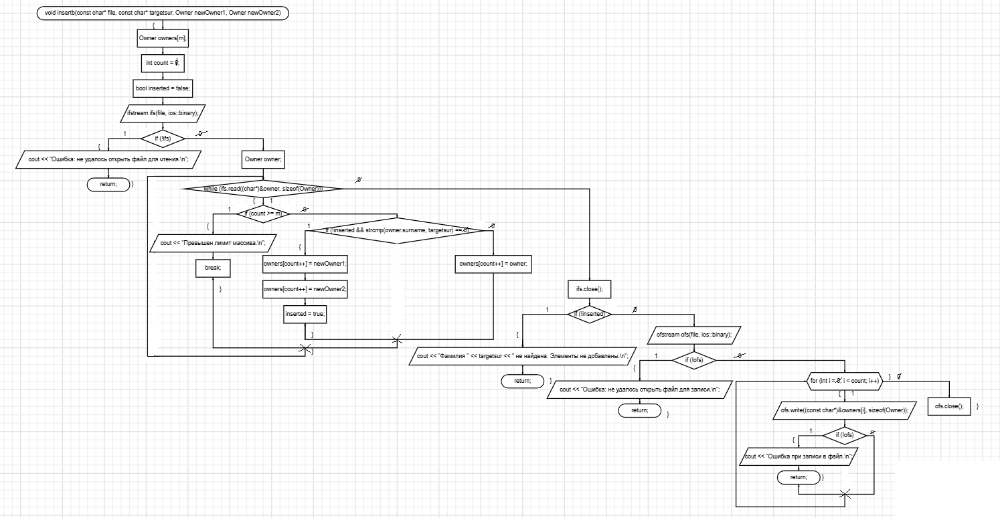 void insertb(const char* file, const char* targetsur, Owner newOwner1, Owner newOwner2)
{
Owner owners[m];
int count = 0;
bool inserted = false;
ifstream ifs(file, ios::binary);
1
if (!ifs)
0
{
cout << "Ошибка: не удалось открыть файл для чтения.\n";
return;
}
Owner owner;
while (ifs.read((char*)&owner, sizeof(Owner)))
0
{
1
1
if (count >= m)
0
{
cout << "Превышен лимит массива.\n";
break;
}
1
if (!inserted && strcmp(owner.surname, targetsur) == 0)
0
{
owners[count++] = newOwner1;
owners[count++] = newOwner2;
inserted = true;
}
owners[count++] = owner;
}
ifs.close();
1
if (!inserted)
0
{
cout << "Фамилия " << targetsur << " не найдена. Элементы не добавлены.\n";
return;
}
ofstream ofs(file, ios::binary);
1
if (!ofs)
0
{
cout << "Ошибка: не удалось открыть файл для записи.\n";
return;
}
for (int i = 0; i < count; i++)
}
0
{
1
ofs.write((const char*)&owners[i], sizeof(Owner));
1
if (!ofs)
0
{
cout << "Ошибка при записи в файл.\n";
return;
}
ofs.close();
}